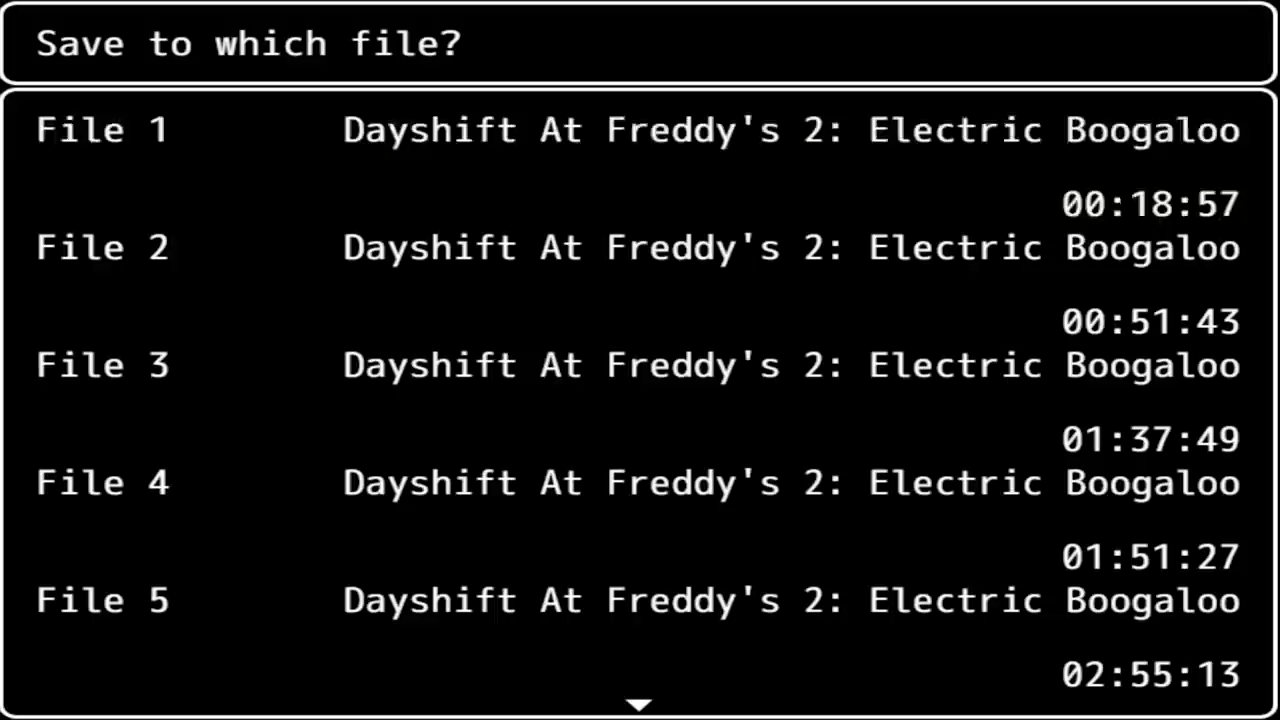 Save to which file?
File 1 Dayshift At Freddy's 2: Electric Boogaloo
00:18:57
File 2 Dayshift At Freddy's 2: Electric Boogaloo
00:51:43
File 3 Dayshift At Freddy's 2: Electric Boogaloo
01:37:49
File 4 Dayshift At Freddy's 2: Electric Boogaloo
01:51:27
File 5 Dayshift At Freddy's 2: Electric Boogaloo
02:55:13